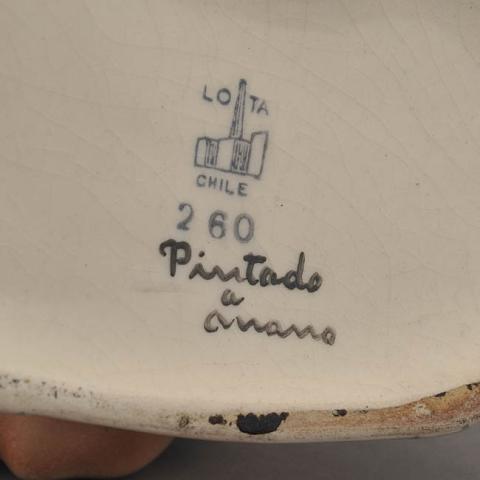 LOTA
CHILE
260
Pintado
a
mano